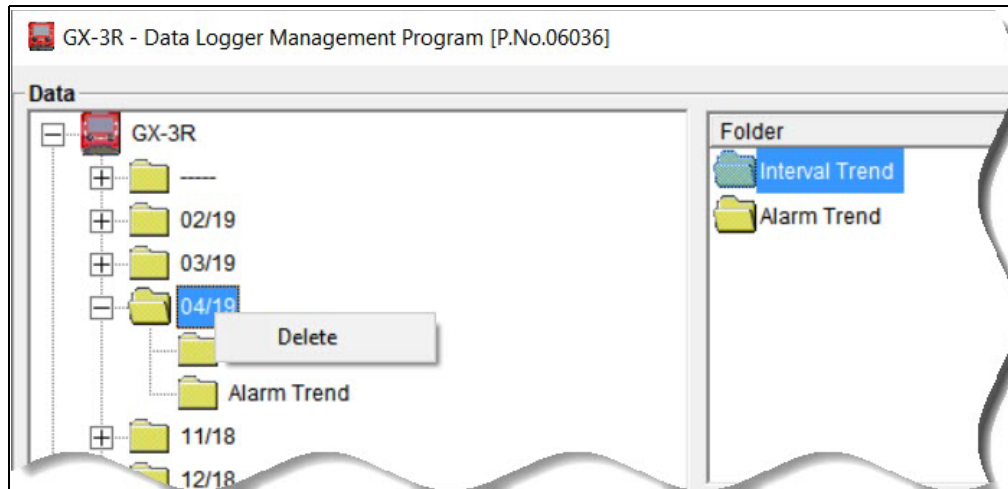 GX-3R - Data Logger Management Program [P.No.06036]
Data
GX-3R
-----
02/19
03/19
04/19
Delete
Alarm Trend
11/18
12/18
Folder
Interval Trend
Alarm Trend